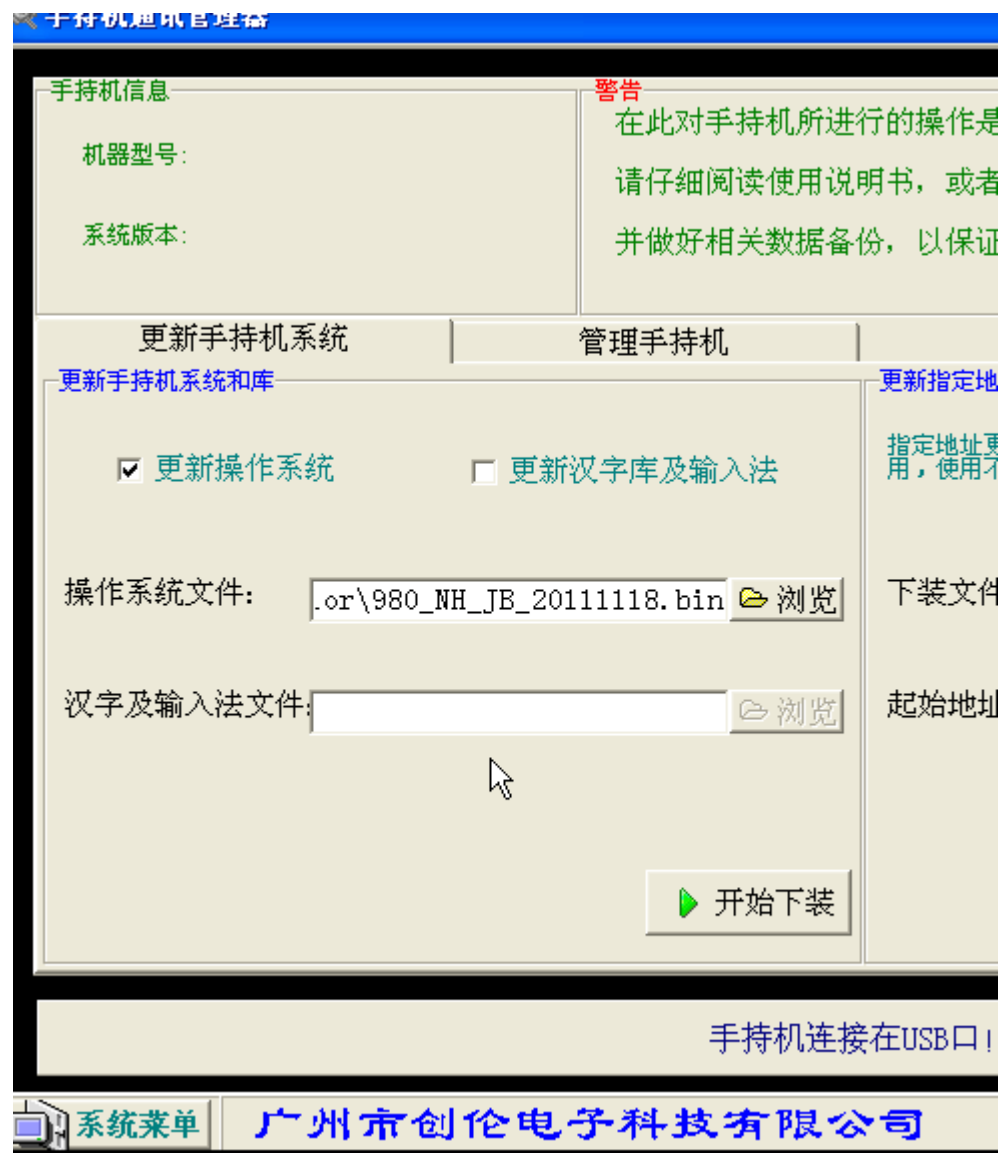 手持机通讯管理器
手持机信息
机器型号:
系统版本:
警告
在此对手持机所进行的操作是
请仔细阅读使用说明书，或者
并做好相关数据备份，以保证
更新手持机系统
管理手持机
更新手持机系统和库
更新操作系统
更新汉字库及输入法
操作系统文件:
.or\980_NH_JB_20111118.bin
浏览
汉字及输入法文件:
浏览
开始下装
更新指定地
指定地址更
用,使用不
下装文件
起始地址
手持机连接在USB口!
系统菜单
广州市创伦电子科技有限公司